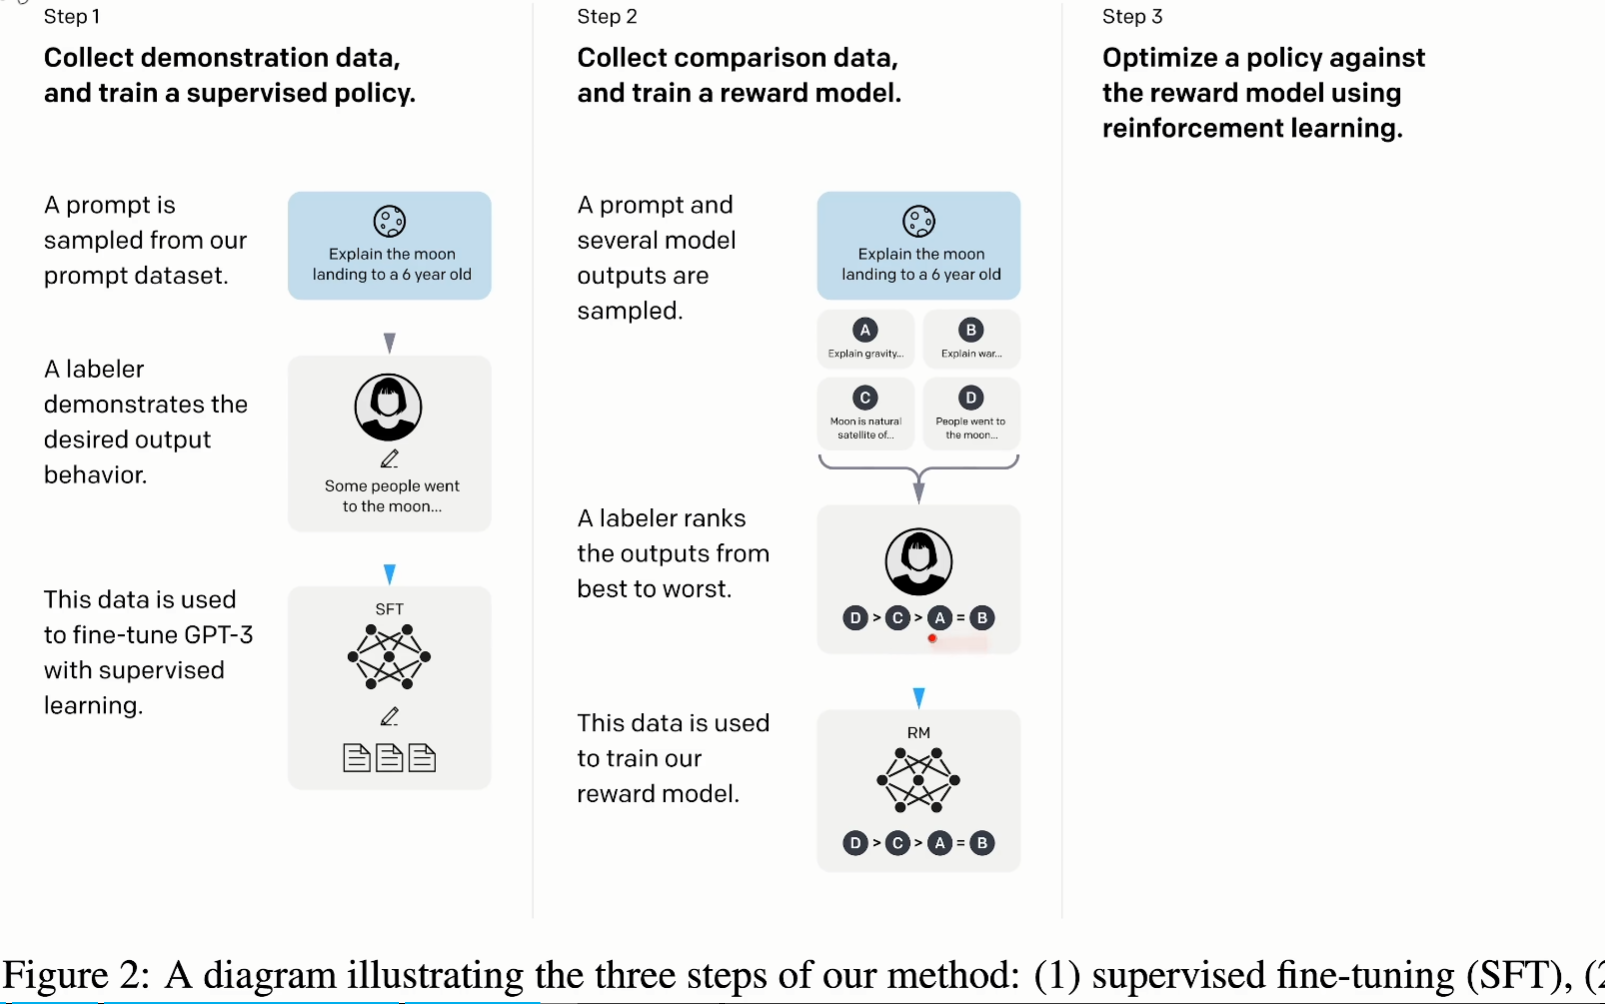 Step 1
Collect demonstration data,
and train a supervised policy.
A prompt is
sampled from our
prompt dataset.
Explain the moon
landing to a 6 year old
A labeler
demonstrates the
desired output
behavior.
Some people went
to the moon...
This data is used
to fine-tune GPT-3
with supervised
learning.
SFT
Step 2
Collect comparison data,
and train a reward model.
A prompt and
several model
outputs are
sampled.
Explain the moon
landing to a 6 year old
A
Explain gravity...
B
Explain war...
C
Moon is natural
satellite of...
D
People went to
the moon...
A labeler ranks
the outputs from
best to worst.
D > C > A = B
This data is used
to train our
reward model.
RM
D > C > A = B
Step 3
Optimize a policy against
the reward model using
reinforcement learning.
Figure 2: A diagram illustrating the three steps of our method: (1) supervised fine-tuning (SFT), (2